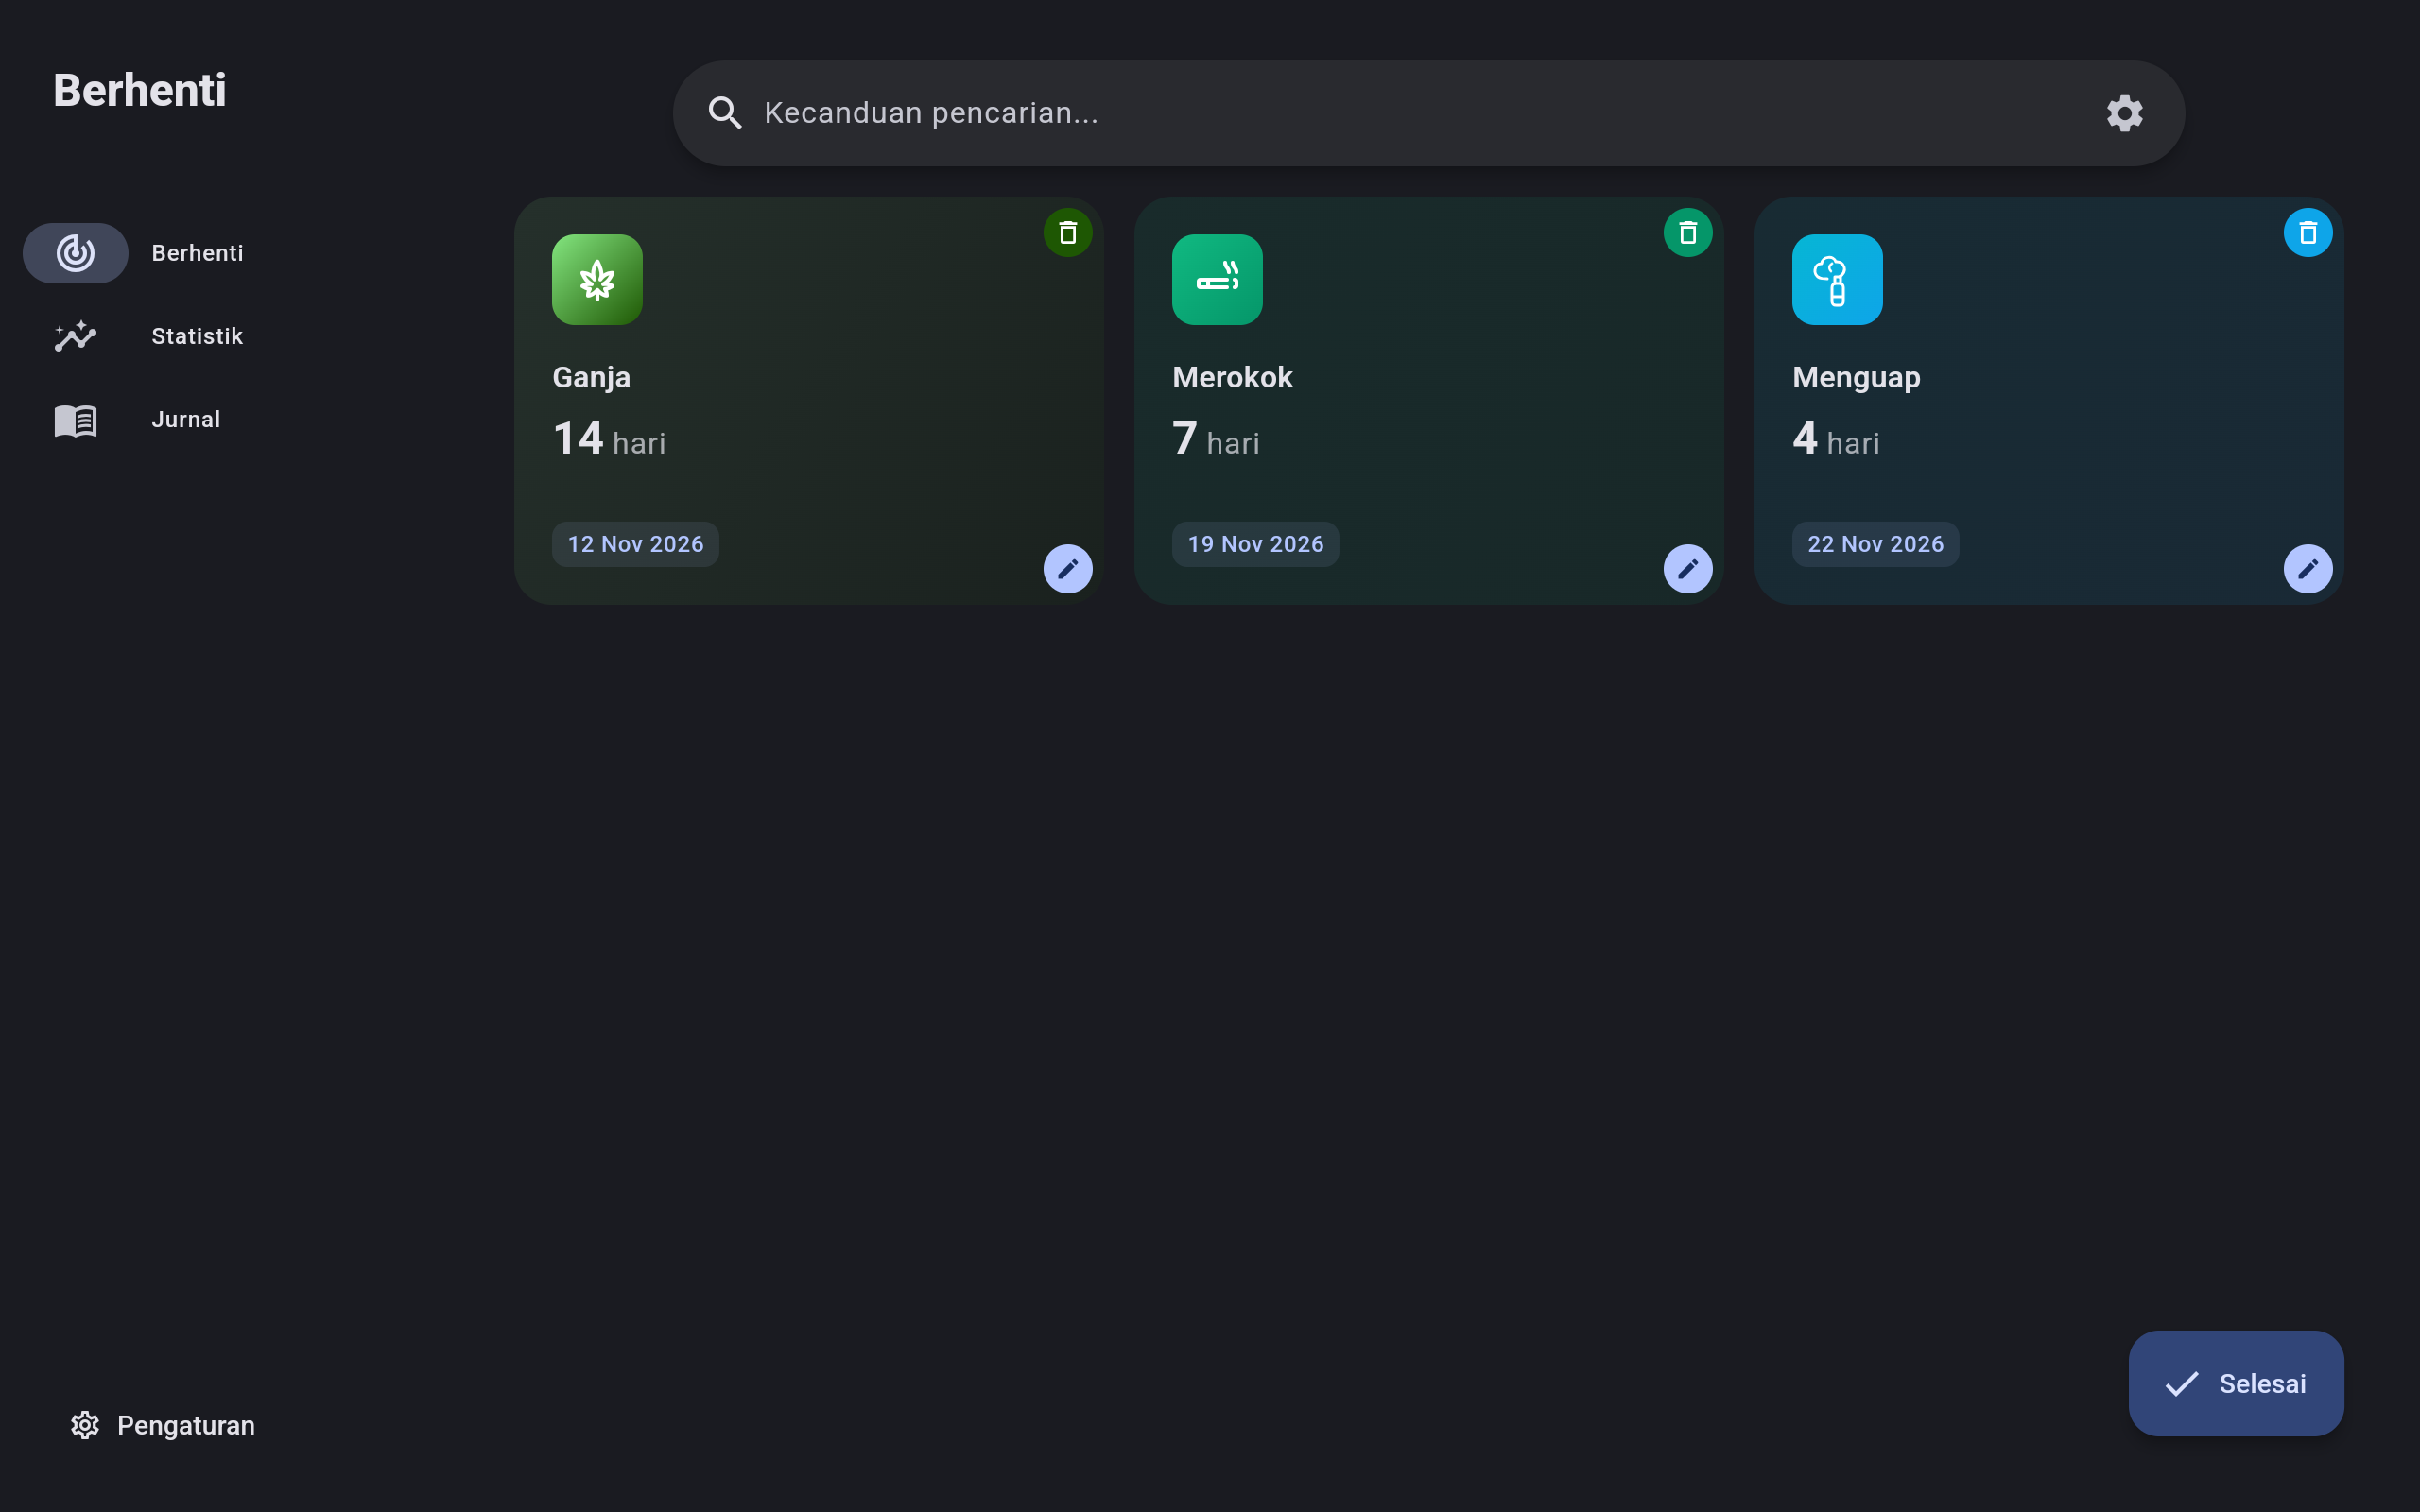 Berhenti
Kecanduan pencarian...
Berhenti
Statistik
Jurnal
Ganja
14 hari
12 Nov 2026
Merokok
7 hari
19 Nov 2026
Menguap
4 hari
22 Nov 2026
Selesai
Pengaturan